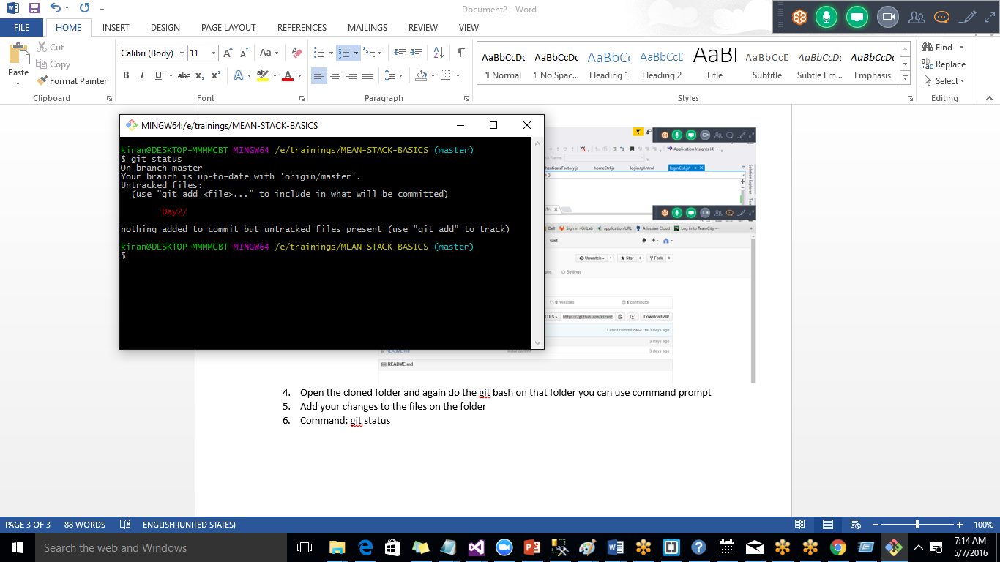 Document2 - Word
FILE HOME INSERT DESIGN PAGE LAYOUT REFERENCES MAILINGS REVIEW VIEW
Paste
Cut
Copy
Format Painter
Clipboard
Calibri (Body) 11
Aa
B I U abc x2 x2 A ab A
Font
Paragraph
AaBbCcDc AaBbCcDc AaBbCc AaBbCcC AaB AaBbCcC AaBbCcDc AaBbCcDc
¶ Normal ¶ No Spac... Heading 1 Heading 2 Title Subtitle Subtle Em... Emphasis
Styles
Find
Replace
Select
Editing
MINGW64:/e/trainings/MEAN-STACK-BASICS
kiran@DESKTOP-MMMMCBT MINGW64 /e/trainings/MEAN-STACK-BASICS (master)
$ git status
On branch master
Your branch is up-to-date with 'origin/master'.
Untracked files:
(use "git add <file>..." to include in what will be committed)
Day2/
nothing added to commit but untracked files present (use "git add" to track)
kiran@DESKTOP-MMMMCBT MINGW64 /e/trainings/MEAN-STACK-BASICS (master)
$
Application Insights (4)
henticateFactory.js homeCtrl.js login.tpl.html loginCtrl.js*
Solution Explorer
Dell Sign in - GitLab application URL Atlassian Cloud Log in to TeamCity
Gist
Unwatch 1 Star 0 Fork 0
Settings
0 releases 1 contributor
https://github.com/kirant Download ZIP
Latest commit 3 days ago
3 days ago
README.md Initial commit 3 days ago
README.md
4. Open the cloned folder and again do the git bash on that folder you can use command prompt
5. Add your changes to the files on the folder
6. Command: git status
PAGE 3 OF 3 88 WORDS ENGLISH (UNITED STATES) 100%
Search the web and Windows
7:14 AM
5/7/2016